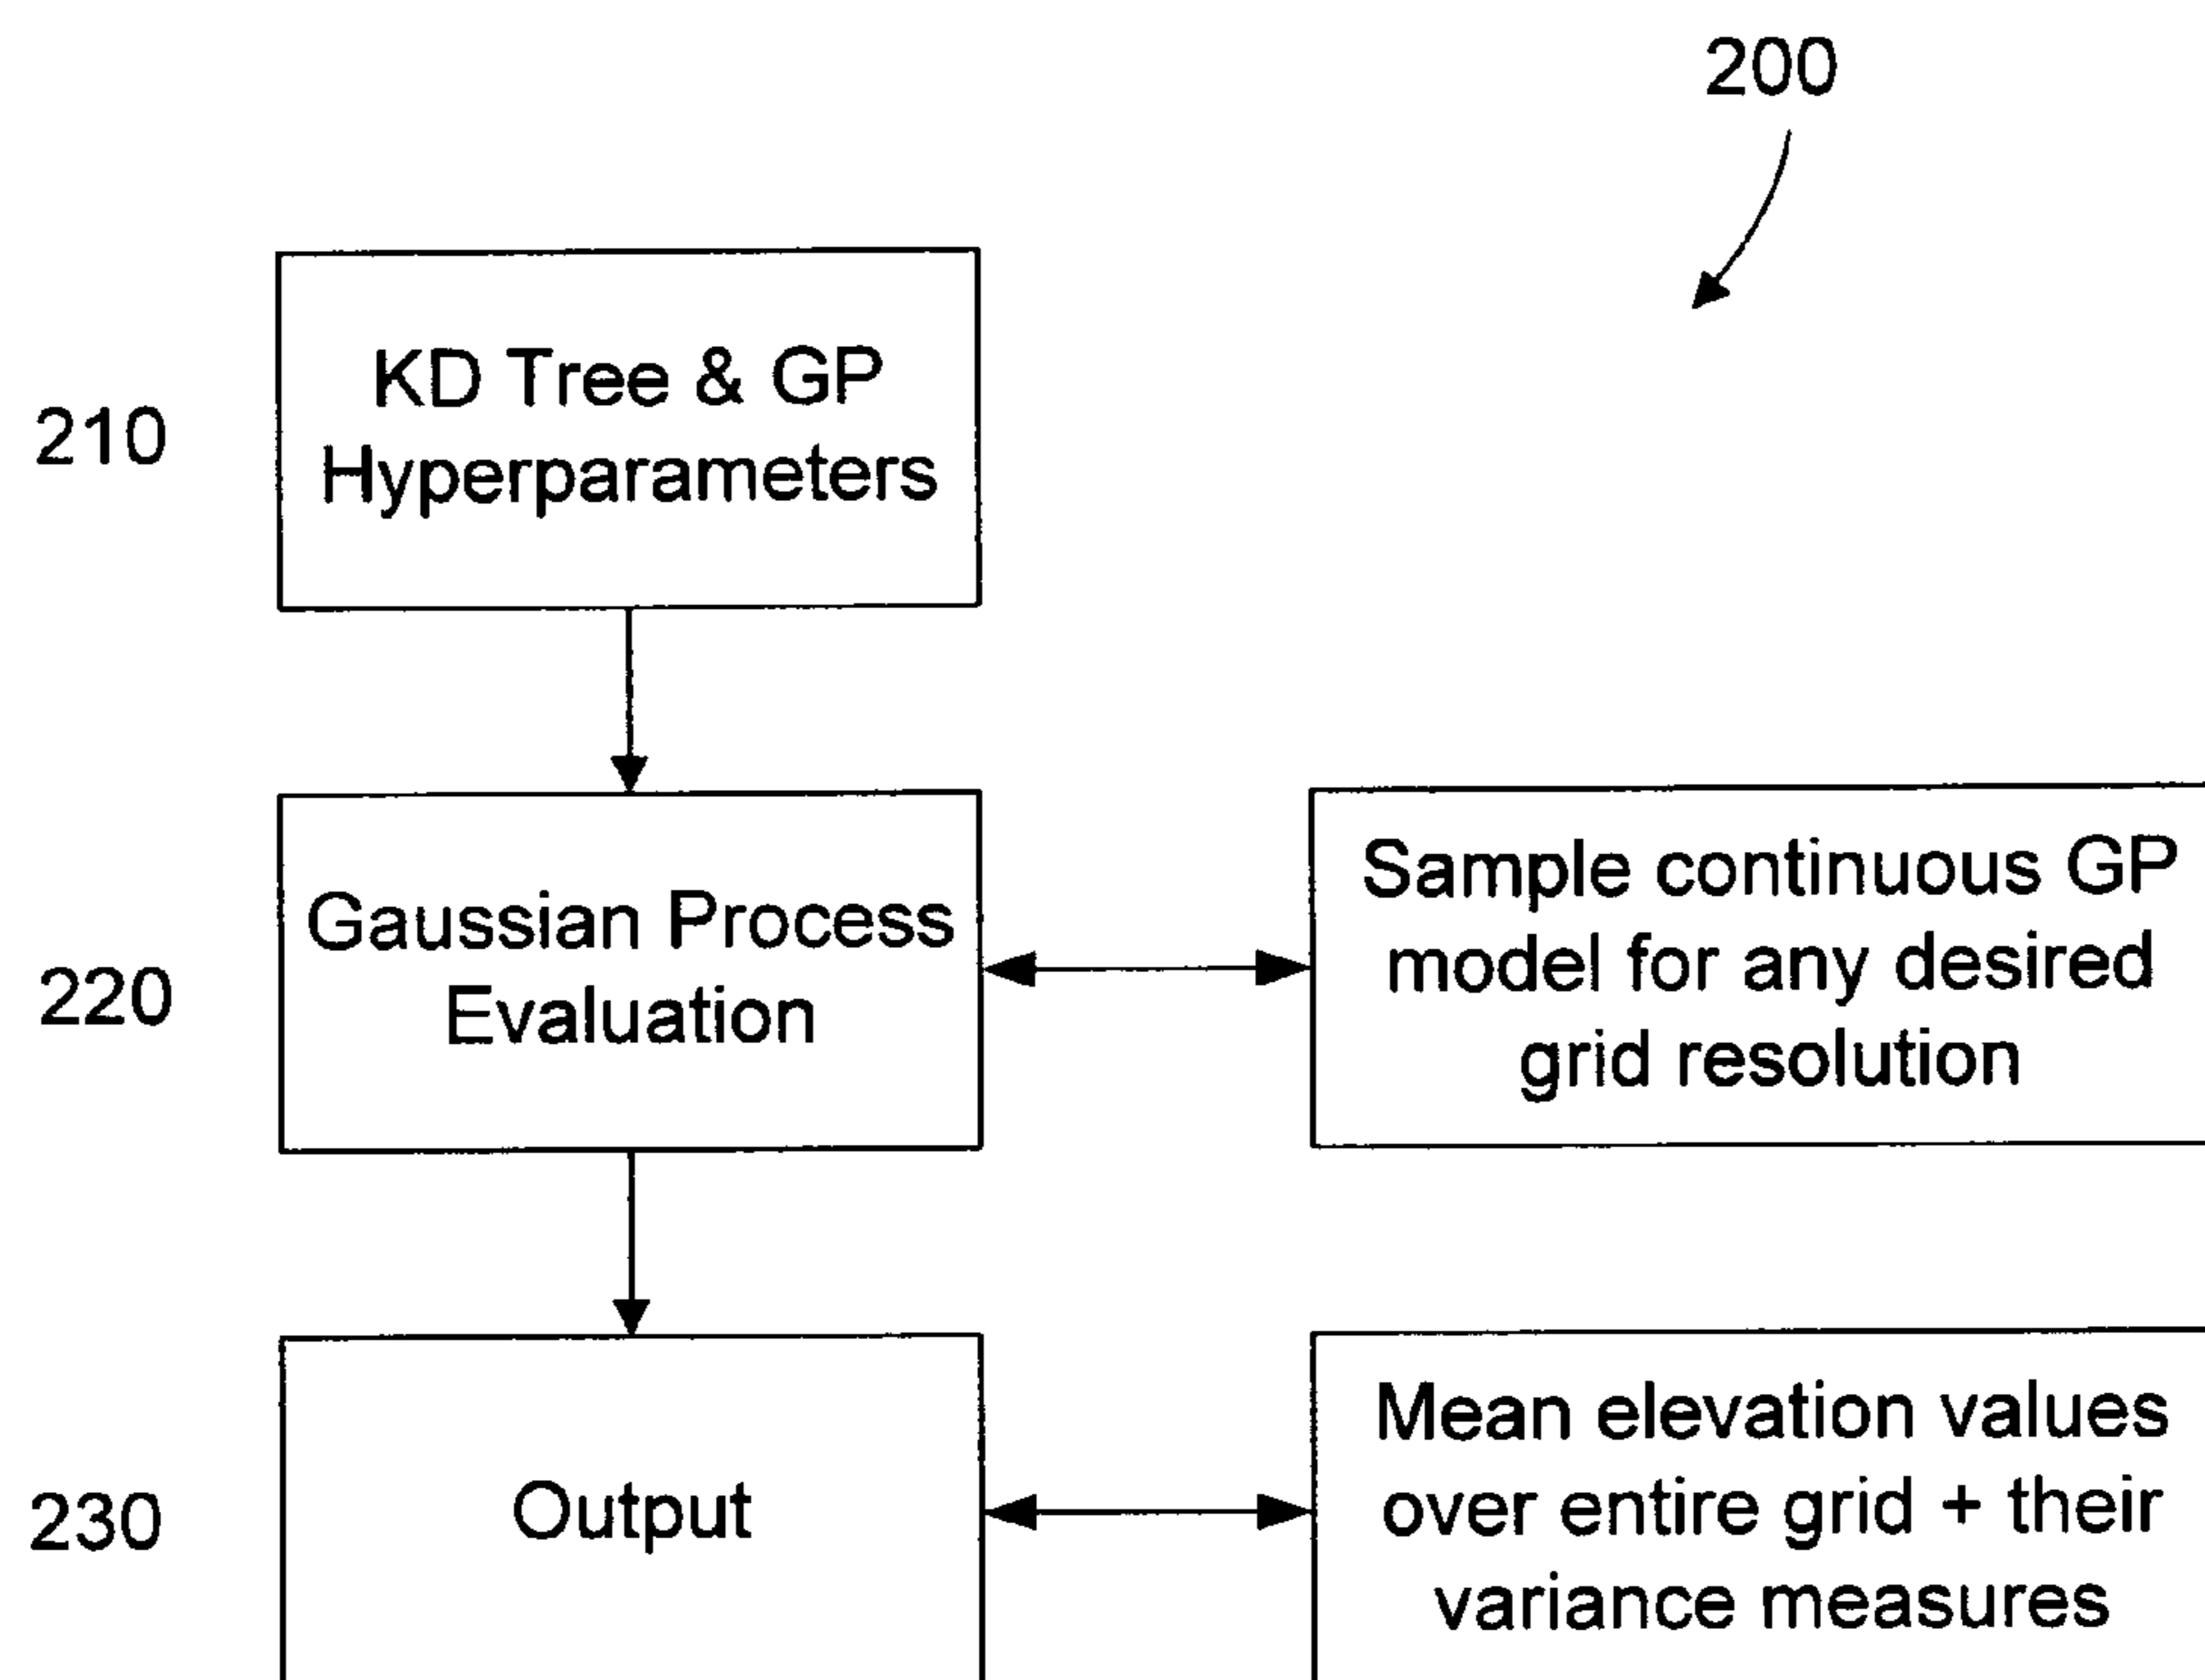 200
KD Tree & GP
Hyperparameters
210
Gaussian Process
Evaluation
220
Sample continuous GP
model for any desired
grid resolution
Output
230
Mean elevation values
over entire grid + their
variance measures